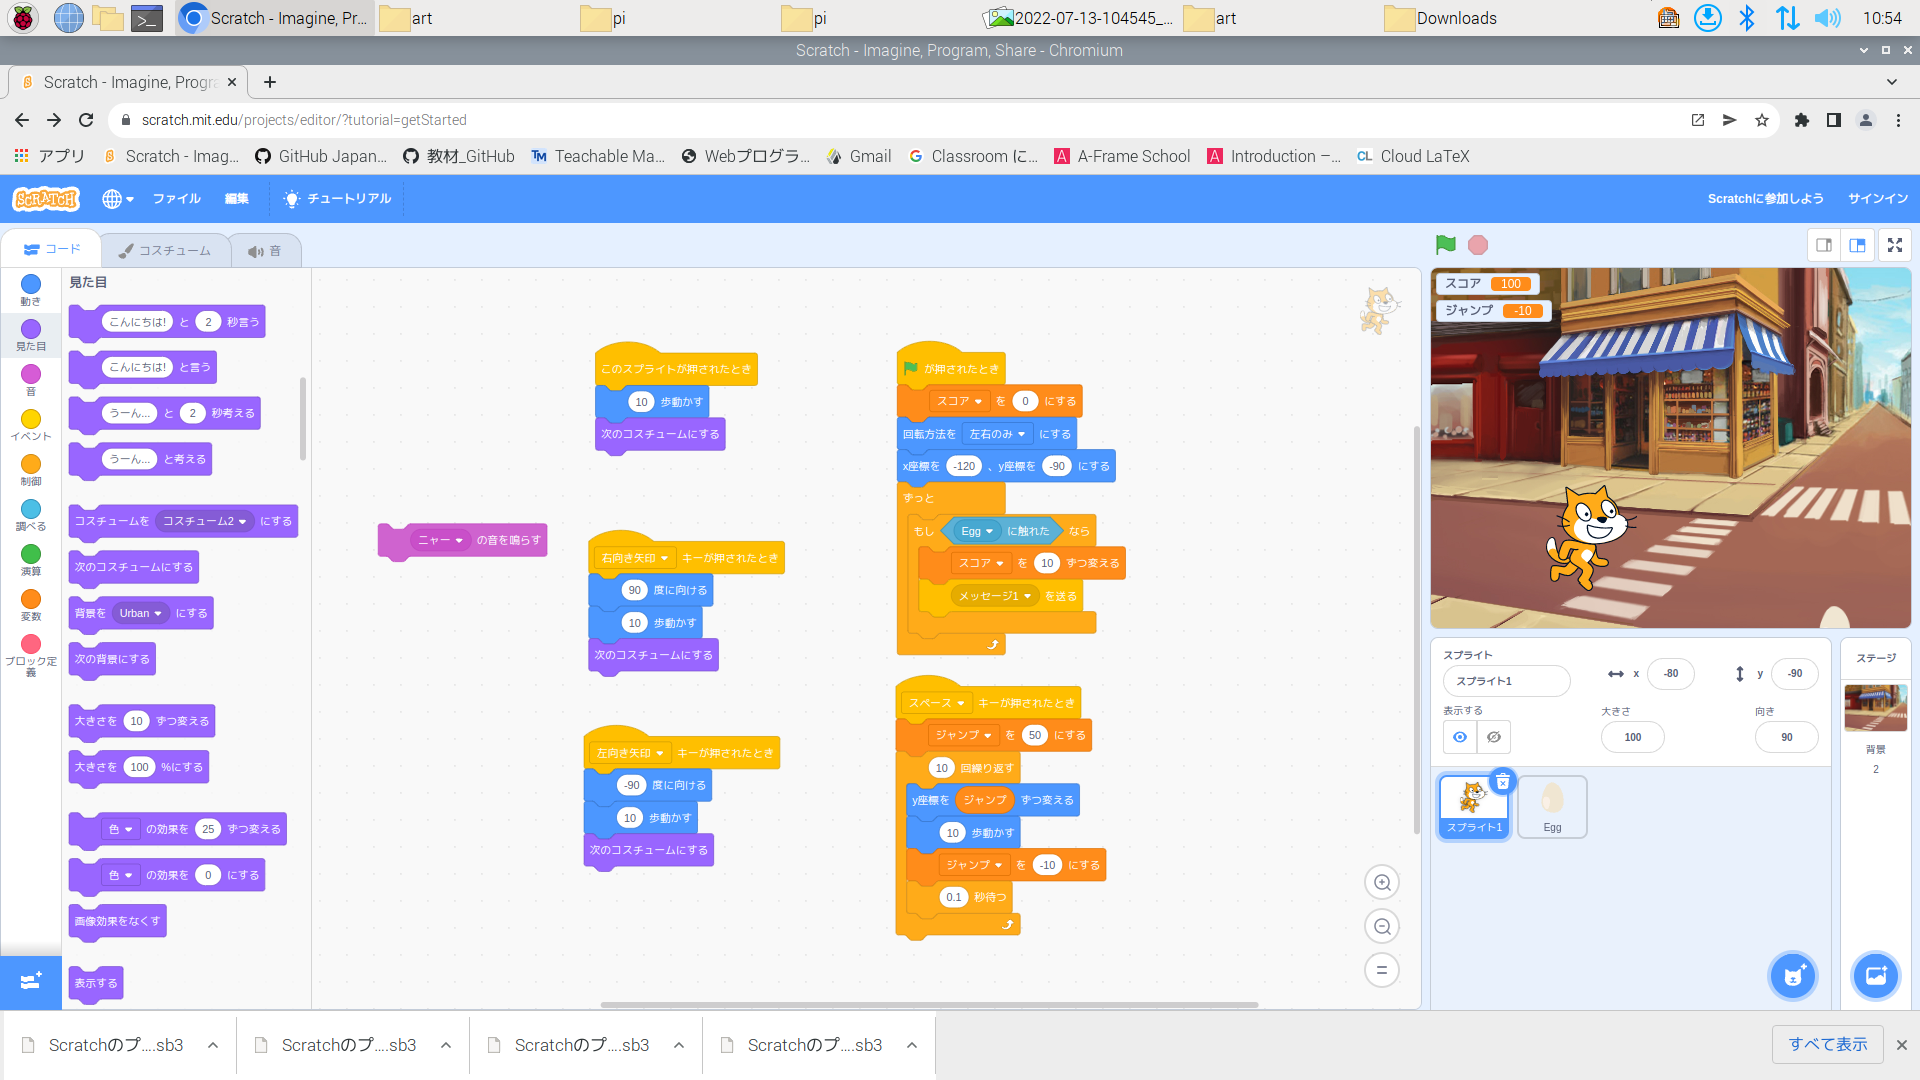 Scratch - Imagine, Pr... art pi pi 2022-07-13-104545_... art Downloads 10:54
Scratch - Imagine, Program, Share - Chromium
Scratch - Imagine, Progra
scratch.mit.edu/projects/editor/?tutorial=getStarted
アプリ Scratch - Imag... GitHub Japan... 教材_GitHub Teachable Ma... Webプログラ... Gmail Classroom に... A-Frame School Introduction –... Cloud LaTeX
SCRATCH ファイル 編集 チュートリアル Scratchに参加しよう サインイン
コード コスチューム 音
動き
見た目
音
イベント
制御
調べる
演算
変数
ブロック定義
見た目
こんにちは! と 2 秒言う
こんにちは! と言う
うーん... と 2 秒考える
うーん... と考える
コスチュームを コスチューム2 にする
次のコスチュームにする
背景を Urban にする
次の背景にする
大きさを 10 ずつ変える
大きさを 100 %にする
色 の効果を 25 ずつ変える
色 の効果を 0 にする
画像効果をなくす
表示する
ニャー の音を鳴らす
このスプライトが押されたとき
10 歩動かす
次のコスチュームにする
右向き矢印 キーが押されたとき
90 度に向ける
10 歩動かす
次のコスチュームにする
左向き矢印 キーが押されたとき
-90 度に向ける
10 歩動かす
次のコスチュームにする
が押されたとき
スコア を 0 にする
回転方法を 左右のみ にする
x座標を -120 、y座標を -90 にする
ずっと
もし Egg に触れた なら
スコア を 10 ずつ変える
メッセージ1 を送る
スペース キーが押されたとき
ジャンプ を 50 にする
10 回繰り返す
y座標を ジャンプ ずつ変える
10 歩動かす
ジャンプ を -10 にする
0.1 秒待つ
スコア 100
ジャンプ -10
スプライト
スプライト1 x -80 y -90
表示する 大きさ 向き
100 90
スプライト1 Egg
ステージ
背景
2
Scratchのプ....sb3 Scratchのプ....sb3 Scratchのプ....sb3 Scratchのプ....sb3 すべて表示